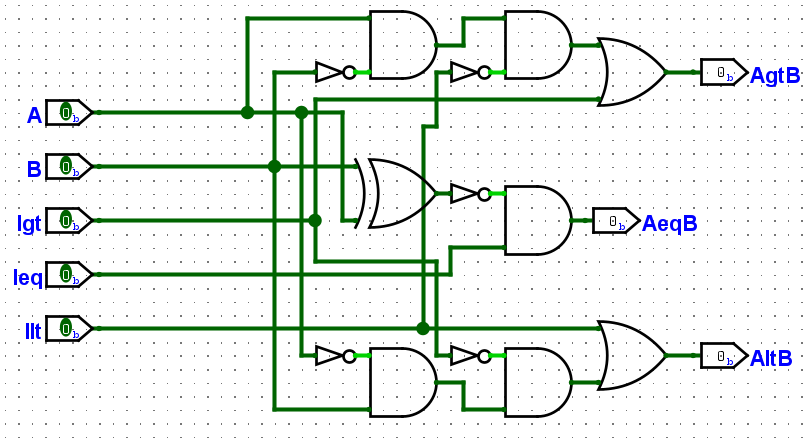 A 0b
B 0b
Igt 0b
Ieq 0b
Ilt 0b
0b AgtB
0b AeqB
0b AltB